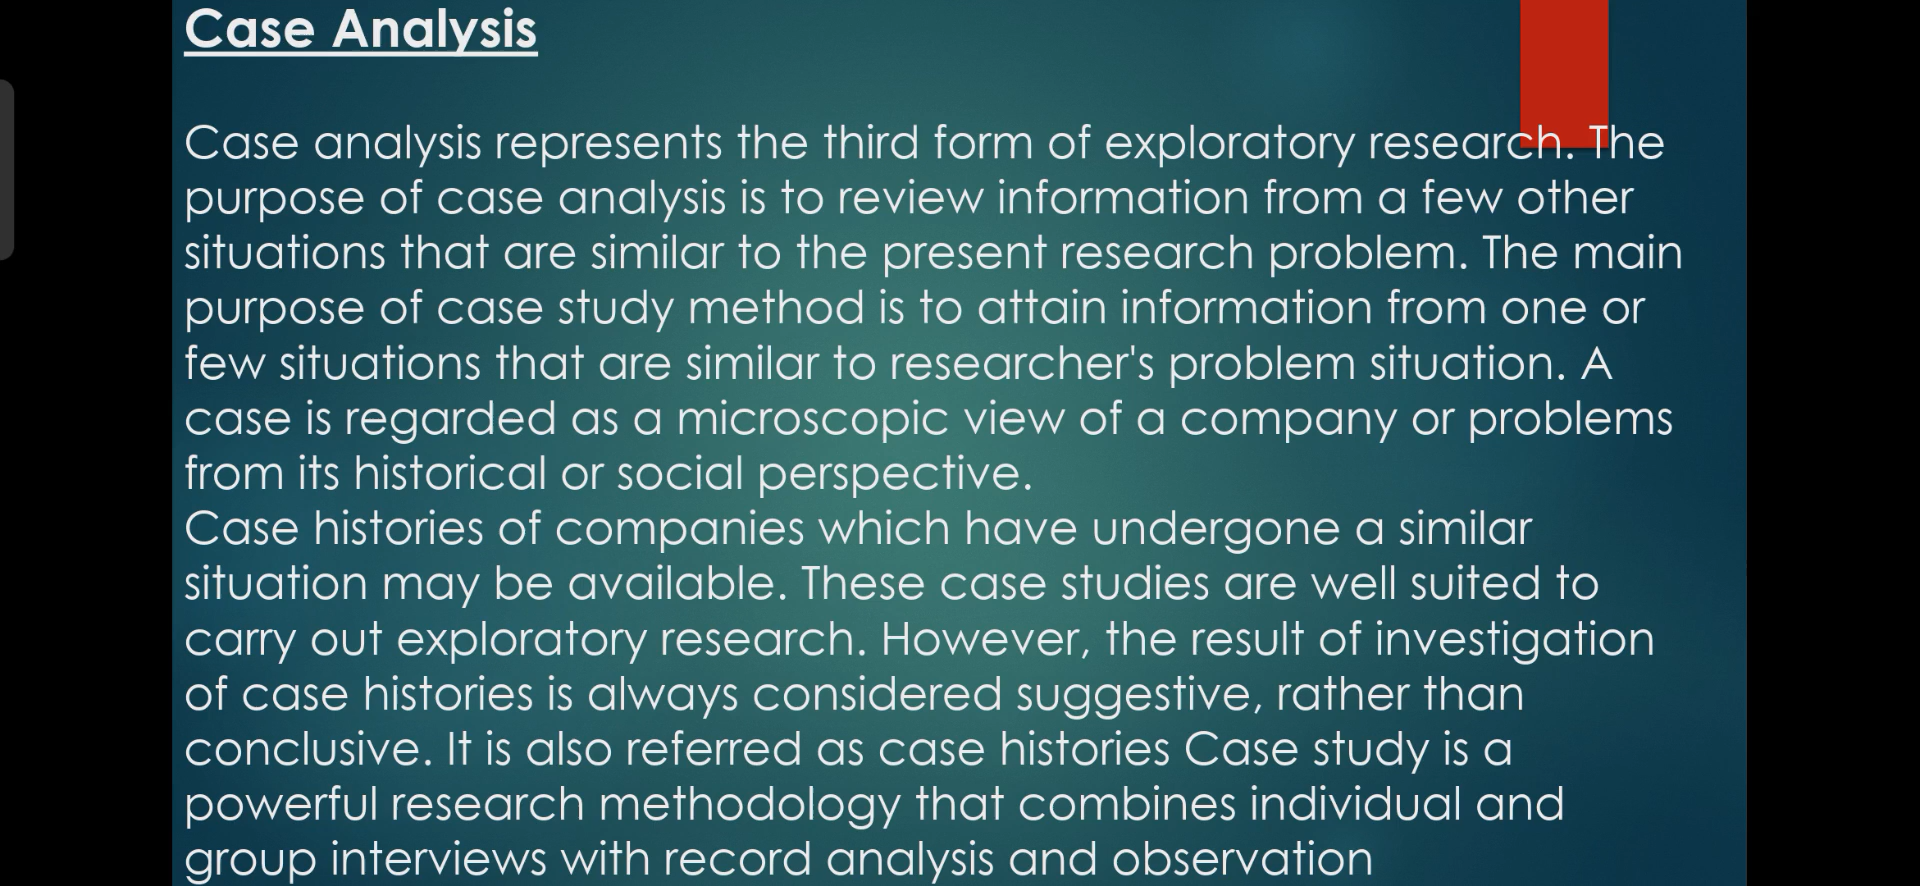 Case Analysis
Case analysis represents the third form of exploratory research. The
purpose of case analysis is to review information from a few other
situations that are similar to the present research problem. The main
purpose of case study method is to attain information from one or
few situations that are similar to researcher's problem situation. A
case is regarded as a microscopic view of a company or problems
from its historical or social perspective.
Case histories of companies which have undergone a similar
situation may be available. These case studies are well suited to
carry out exploratory research. However, the result of investigation
of case histories is always considered suggestive, rather than
conclusive. It is also referred as case histories Case study is a
powerful research methodology that combines individual and
group interviews with record analysis and observation